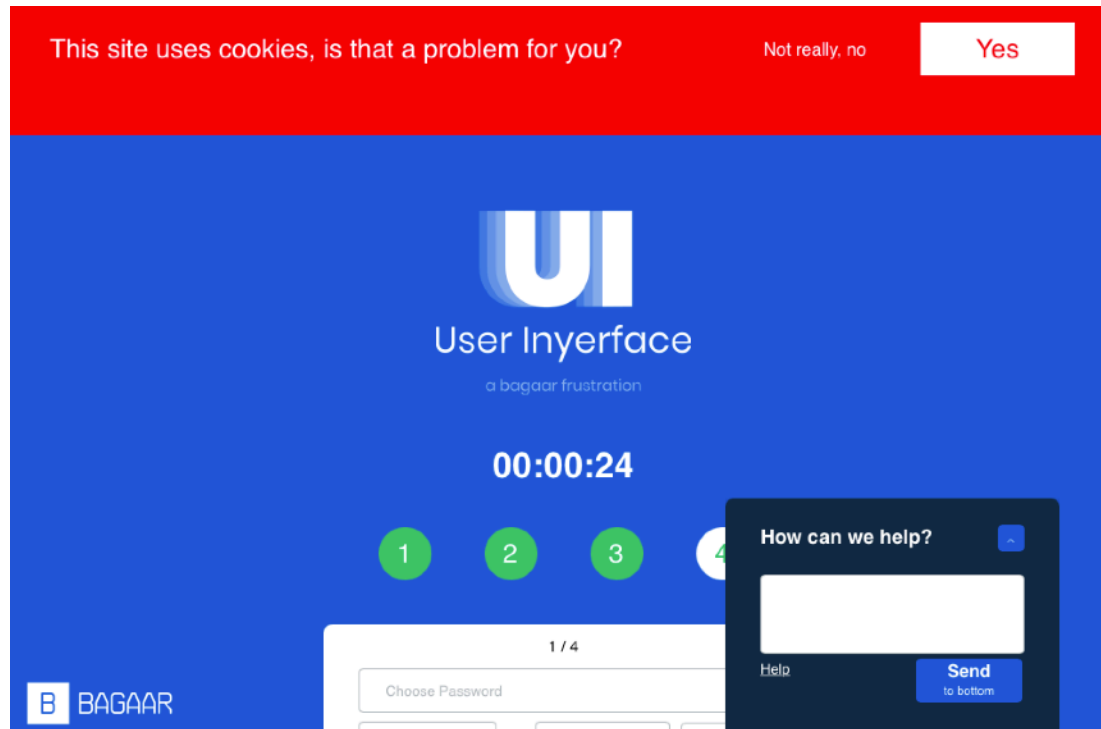 This site uses cookies, is that a problem for you? Not really, no Yes
UI
User Inyerface
a bagaar frustration
00:00:24
1 2 3 4
How can we help?
1 / 4
Choose Password
Help
Send
to bottom
B BAGAAR